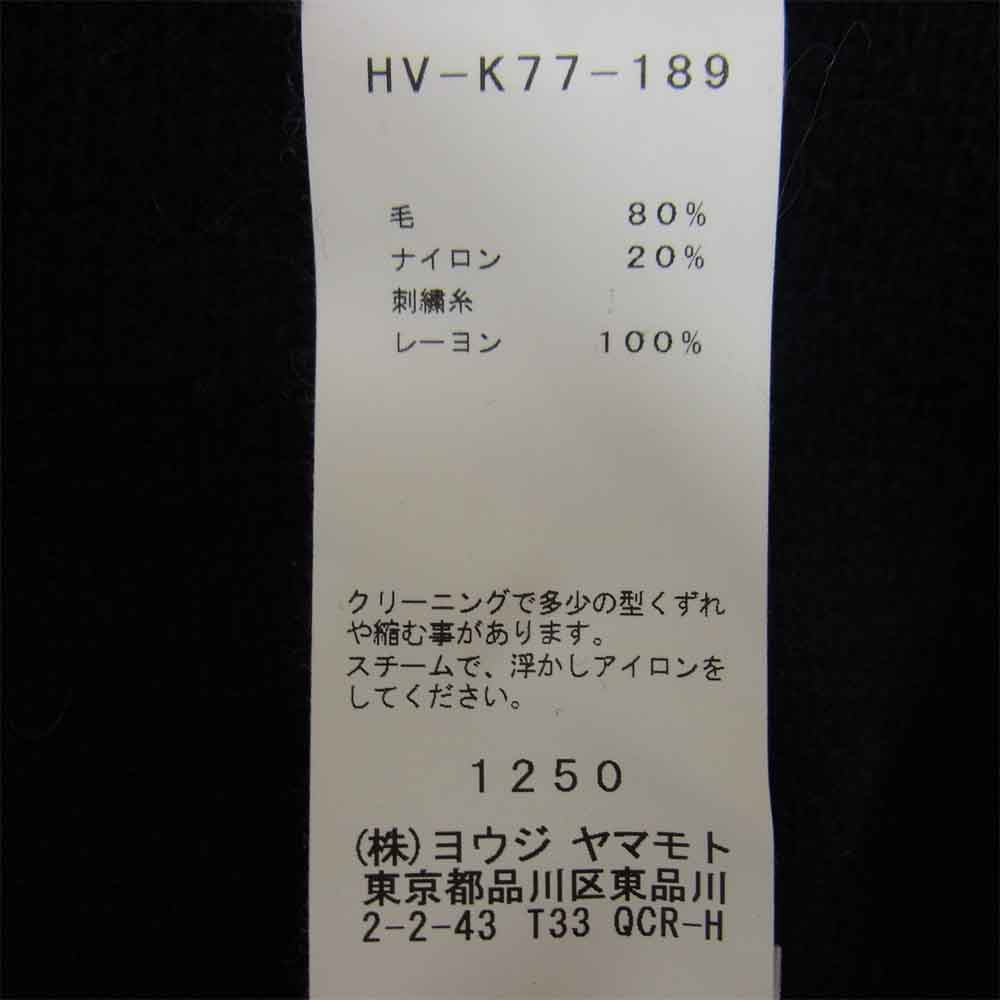 HV-K77-189
毛 80%
ナイロン 20%
刺繡糸
レーヨン 100%
クリーニングで多少の型くずれ
や縮む事があります。
スチームで、浮かしアイロンを
してください。
1250
(株)ヨウジ ヤマモト
東京都品川区東品川
2-2-43 T33 QCR-H